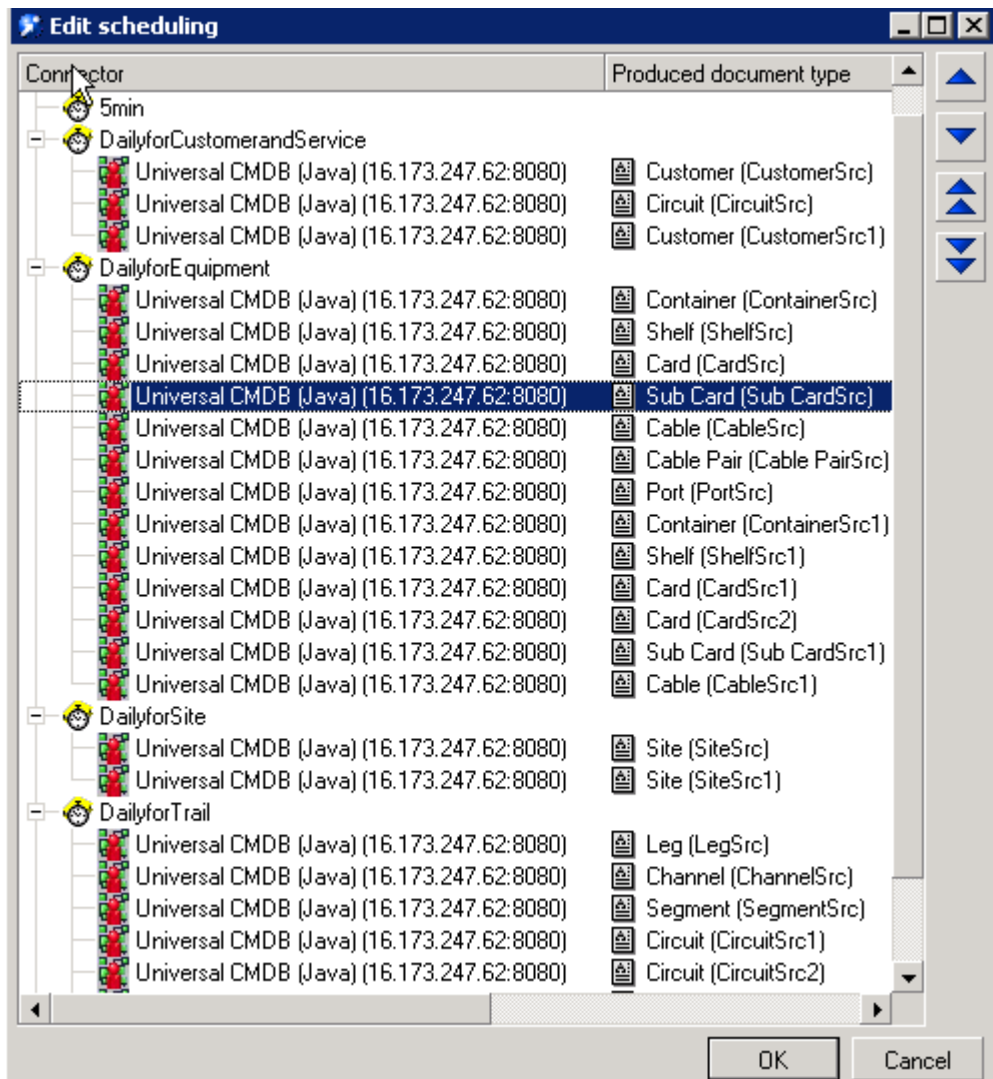 Edit scheduling
Connector Produced document type
5min
DailyforCustomerandService
Universal CMDB (Java) (16.173.247.62:8080) Customer (CustomerSrc)
Universal CMDB (Java) (16.173.247.62:8080) Circuit (CircuitSrc)
Universal CMDB (Java) (16.173.247.62:8080) Customer (CustomerSrc1)
DailyforEquipment
Universal CMDB (Java) (16.173.247.62:8080) Container (ContainerSrc)
Universal CMDB (Java) (16.173.247.62:8080) Shelf (ShelfSrc)
Universal CMDB (Java) (16.173.247.62:8080) Card (CardSrc)
Universal CMDB (Java) (16.173.247.62:8080) Sub Card (Sub CardSrc)
Universal CMDB (Java) (16.173.247.62:8080) Cable (CableSrc)
Universal CMDB (Java) (16.173.247.62:8080) Cable Pair (Cable PairSrc)
Universal CMDB (Java) (16.173.247.62:8080) Port (PortSrc)
Universal CMDB (Java) (16.173.247.62:8080) Container (ContainerSrc1)
Universal CMDB (Java) (16.173.247.62:8080) Shelf (ShelfSrc1)
Universal CMDB (Java) (16.173.247.62:8080) Card (CardSrc1)
Universal CMDB (Java) (16.173.247.62:8080) Card (CardSrc2)
Universal CMDB (Java) (16.173.247.62:8080) Sub Card (Sub CardSrc1)
Universal CMDB (Java) (16.173.247.62:8080) Cable (CableSrc1)
DailyforSite
Universal CMDB (Java) (16.173.247.62:8080) Site (SiteSrc)
Universal CMDB (Java) (16.173.247.62:8080) Site (SiteSrc1)
DailyforTrail
Universal CMDB (Java) (16.173.247.62:8080) Leg (LegSrc)
Universal CMDB (Java) (16.173.247.62:8080) Channel (ChannelSrc)
Universal CMDB (Java) (16.173.247.62:8080) Segment (SegmentSrc)
Universal CMDB (Java) (16.173.247.62:8080) Circuit (CircuitSrc1)
Universal CMDB (Java) (16.173.247.62:8080) Circuit (CircuitSrc2)
OK Cancel